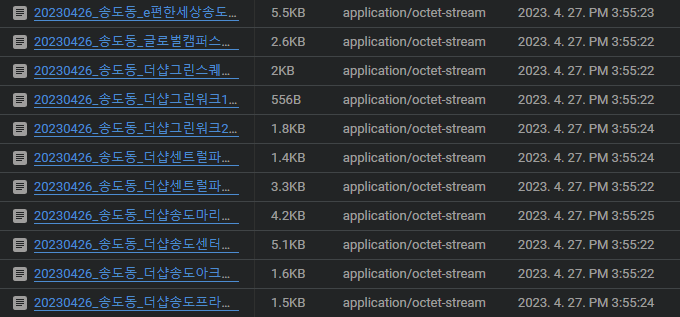 20230426_송도동_e편한세상송도... 5.5KB application/octet-stream 2023. 4. 27. PM 3:55:23
20230426_송도동_글로벌캠퍼스... 2.6KB application/octet-stream 2023. 4. 27. PM 3:55:22
20230426_송도동_더샵그린스퀘... 2KB application/octet-stream 2023. 4. 27. PM 3:55:22
20230426_송도동_더샵그린워크1... 556B application/octet-stream 2023. 4. 27. PM 3:55:22
20230426_송도동_더샵그린워크2... 1.8KB application/octet-stream 2023. 4. 27. PM 3:55:24
20230426_송도동_더샵센트럴파... 1.4KB application/octet-stream 2023. 4. 27. PM 3:55:24
20230426_송도동_더샵센트럴파... 3.3KB application/octet-stream 2023. 4. 27. PM 3:55:22
20230426_송도동_더샵송도마리... 4.2KB application/octet-stream 2023. 4. 27. PM 3:55:25
20230426_송도동_더샵송도센터... 5.1KB application/octet-stream 2023. 4. 27. PM 3:55:22
20230426_송도동_더샵송도아크... 1.6KB application/octet-stream 2023. 4. 27. PM 3:55:22
20230426_송도동_더샵송도프라... 1.5KB application/octet-stream 2023. 4. 27. PM 3:55:24